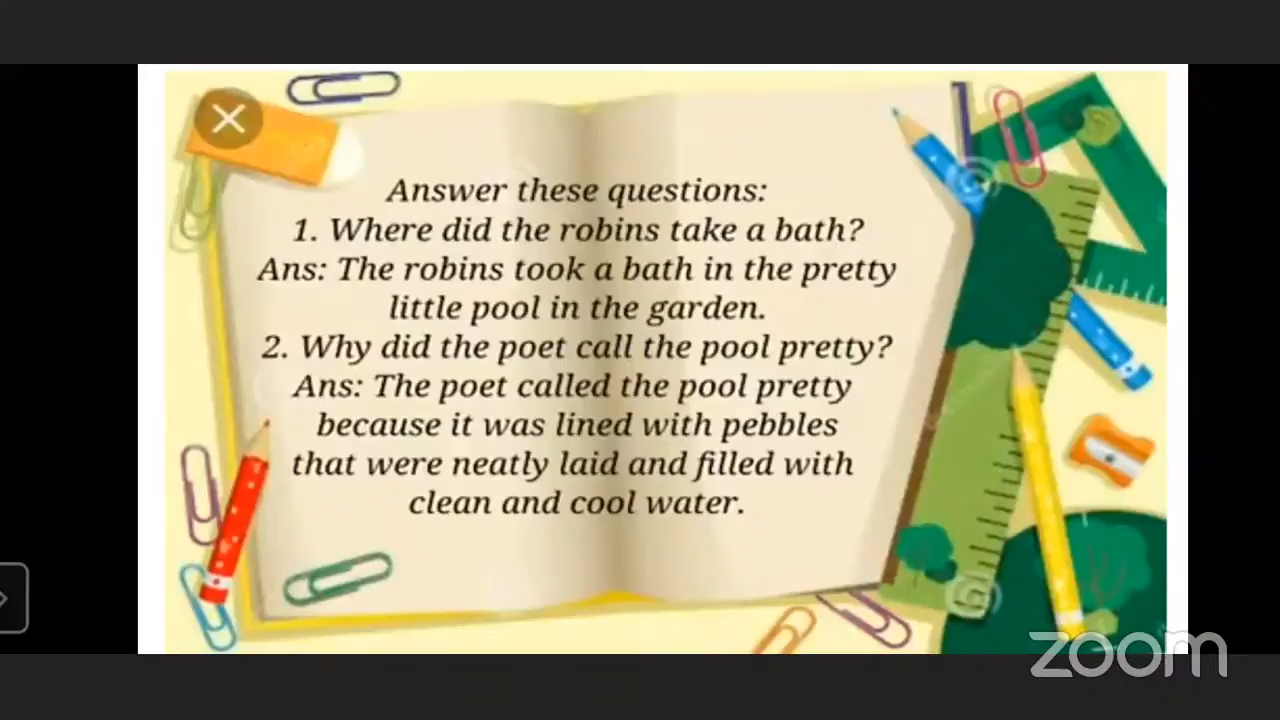 Answer these questions:
1. Where did the robins take a bath?
Ans: The robins took a bath in the pretty
little pool in the garden.
2. Why did the poet call the pool pretty?
Ans: The poet called the pool pretty
because it was lined with pebbles
that were neatly laid and filled with
clean and cool water.
zoom